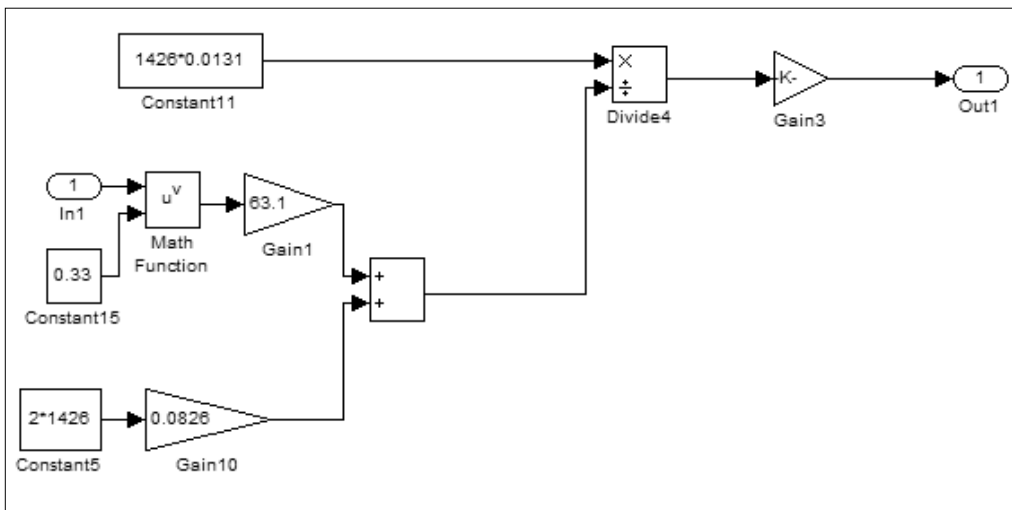 1426*0.0131
Constant11
×
÷
Divide4
K-
Gain3
1
Out1
1
In1
u^v
Math
Function
63.1
Gain1
0.33
Constant15
+
+
2*1426
Constant5
0.0826
Gain10